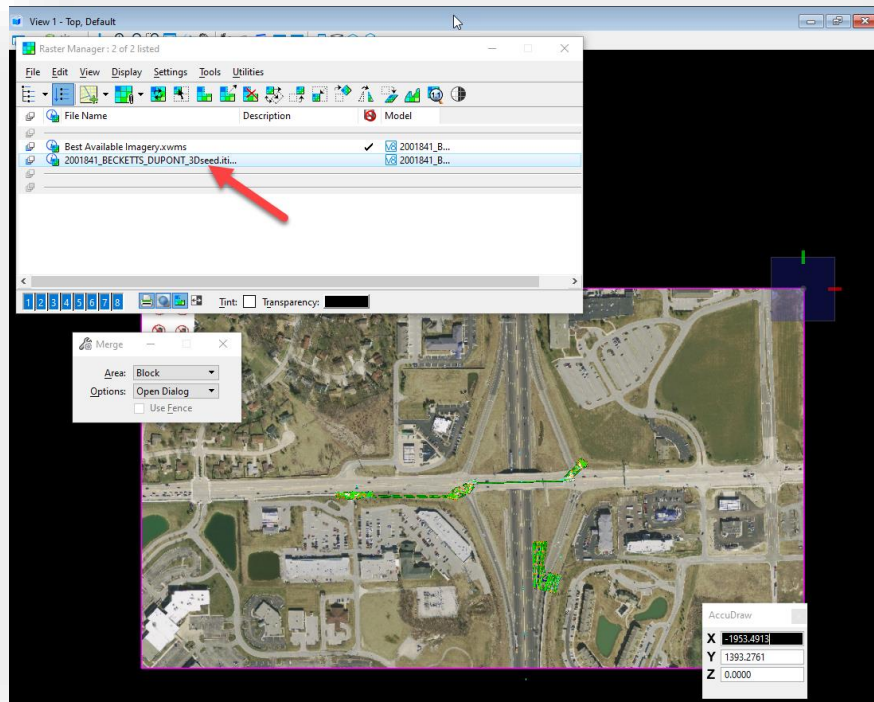 View 1 - Top, Default
Raster Manager : 2 of 2 listed
File Edit View Display Settings Tools Utilities
File Name Description Model
Best Available Imagery.xwms V8 2001841_B...
2001841_BECKETTS_DUPONT_3Dseed.iti... V8 2001841_B...
1 2 3 4 5 6 7 8 Tint: Transparency:
Merge
Area: Block
Options: Open Dialog
Use Fence
AccuDraw
X -1953.4913
Y 1393.2761
Z 0.0000